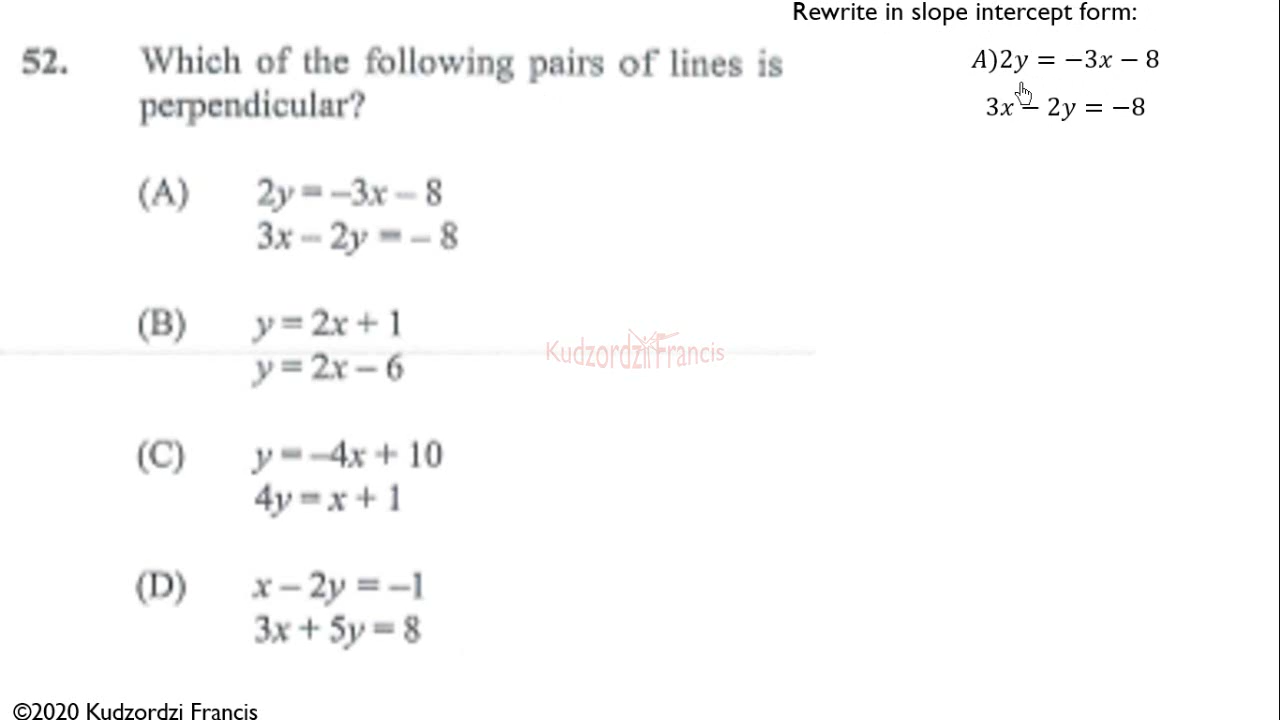 Rewrite in slope intercept form:
A)2y = −3x − 8
3x − 2y = −8
52. Which of the following pairs of lines is
perpendicular?
(A) 2y = –3x – 8
3x – 2y = – 8
(B) y = 2x + 1
y = 2x – 6
(C) y = –4x + 10
4y = x + 1
(D) x – 2y = –1
3x + 5y = 8
Kudzordzi Francis
©2020 Kudzordzi Francis